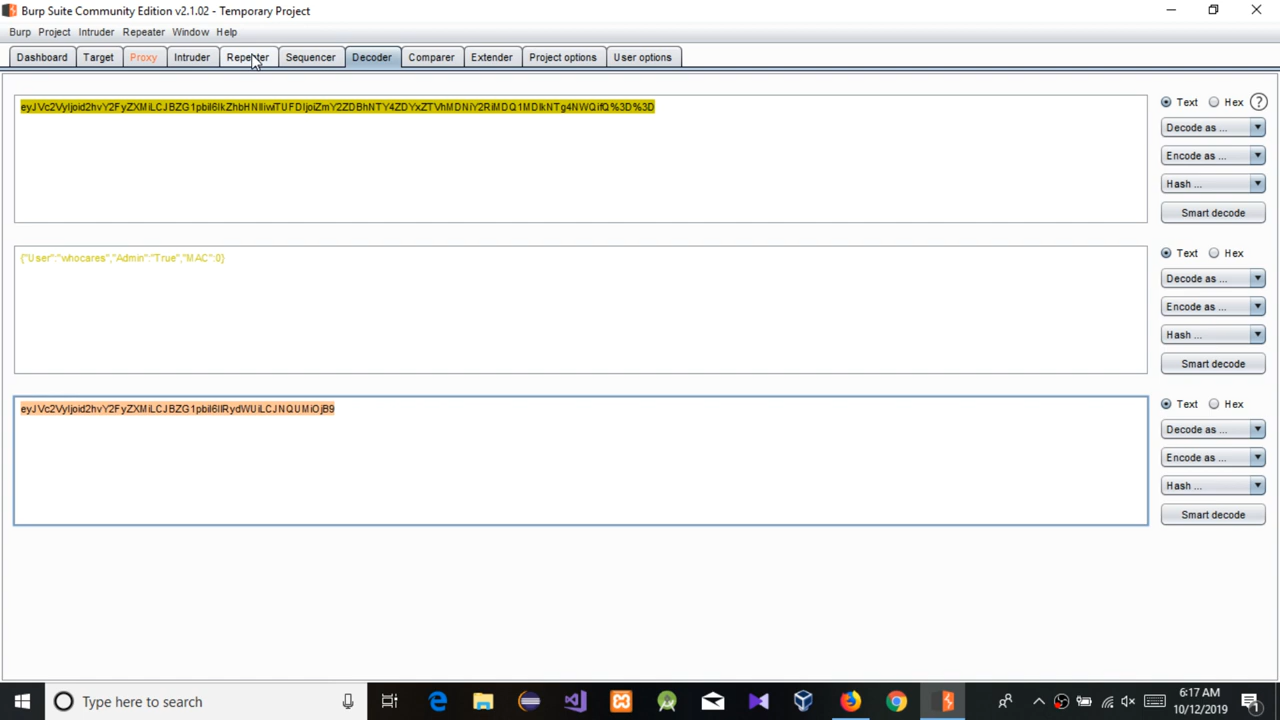 Burp Suite Community Edition v2.1.02 - Temporary Project
Burp Project Intruder Repeater Window Help
Dashboard Target Proxy Intruder Repeater Sequencer Decoder Comparer Extender Project options User options
Text Hex ?
Decode as ...
Encode as ...
Hash ...
Smart decode
{"User":"whocares","Admin":"True","MAC":0}
Text Hex
Decode as ...
Encode as ...
Hash ...
Smart decode
eyJVc2VyIjoid2hvY2FyZXMiLCJBZG1pbiI6IlRydWUiLCJNQUMiOjB9
Text Hex
Decode as ...
Encode as ...
Hash ...
Smart decode
Type here to search
6:17 AM
10/12/2019
1